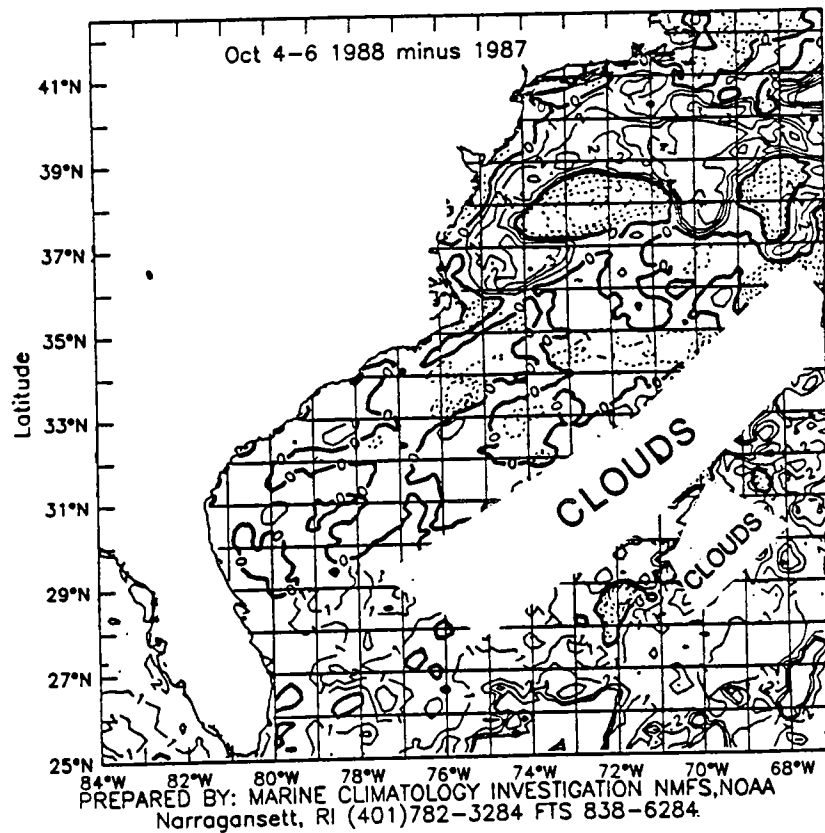 Oct 4-6 1988 minus 1987
41°N
39°N
37°N
35°N
Latitude
33°N
31°N
29°N
27°N
25°N
CLOUDS
CLOUDS
84°W 82°W 80°W 78°W 76°W 74°W 72°W 70°W 68°W
PREPARED BY: MARINE CLIMATOLOGY INVESTIGATION NMFS,NOAA
Narragansett, RI (401)782-3284 FTS 838-6284